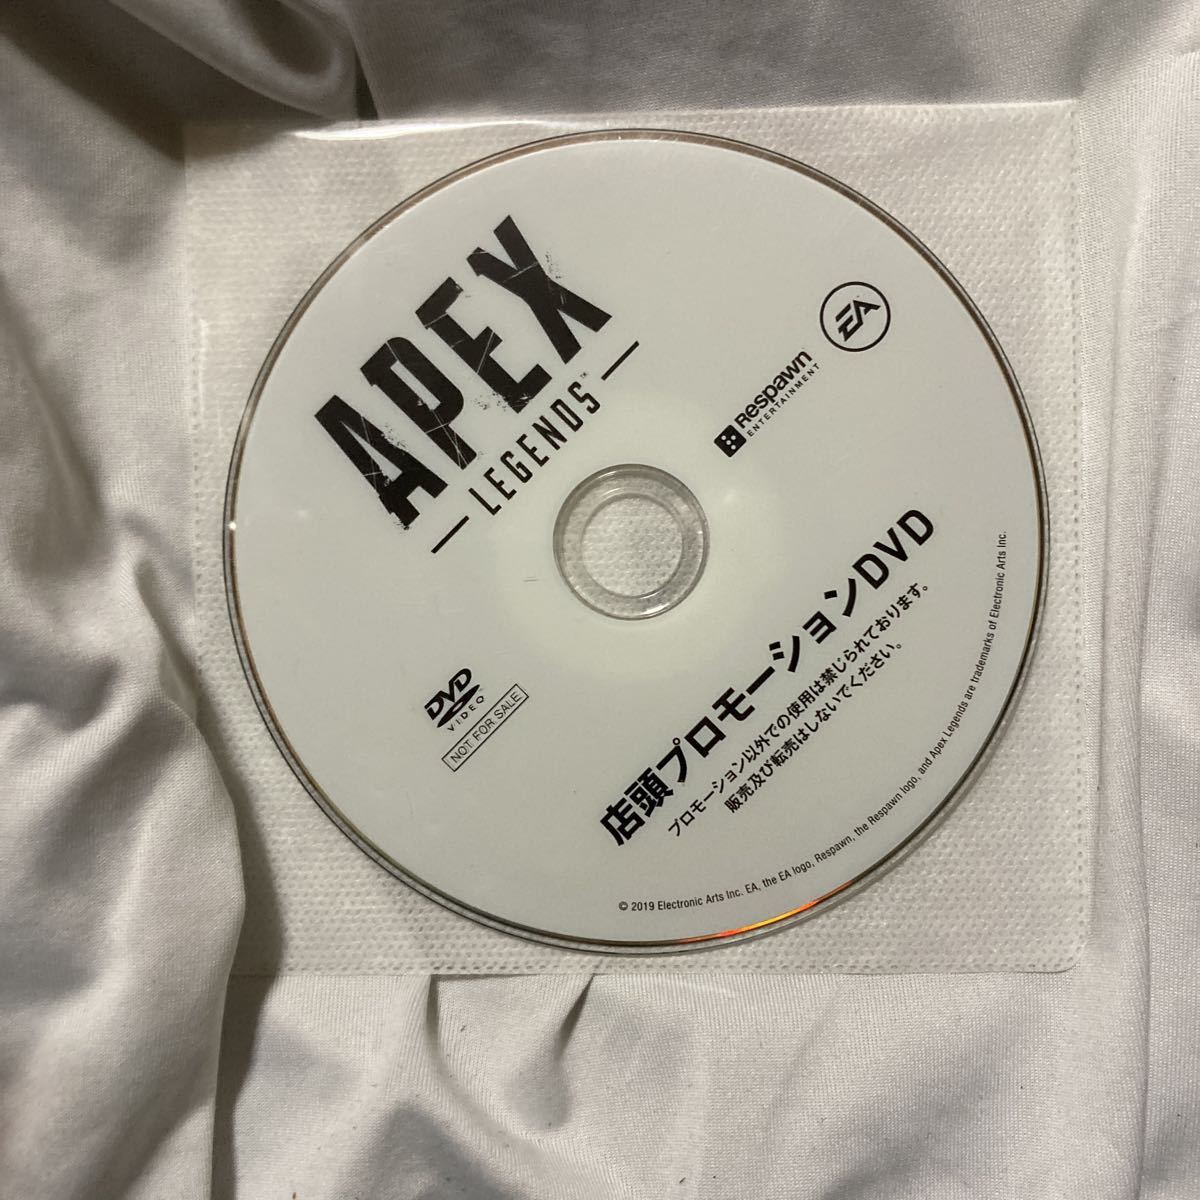 APEX
LEGENDS™
EA
Respawn
ENTERTAINMENT
DVD
VIDEO
NOT FOR SALE
店頭プロモーションDVD
プロモーション以外での使用は禁じられております。
販売及び転売はしないでください。
© 2019 Electronic Arts Inc. EA, the EA logo, Respawn, the Respawn logo, and Apex Legends are trademarks of Electronic Arts Inc.